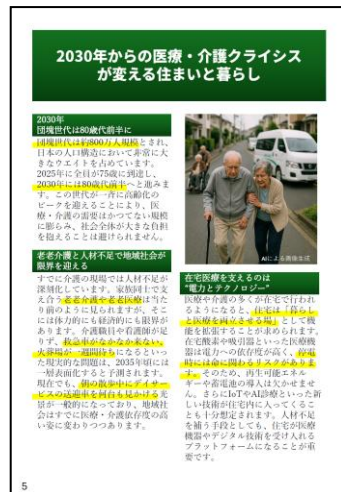 2030年からの医療・介護クライシス
が変える住まいと暮らし
2030年
団塊世代は80歳代前半に
団塊世代は約800万人規模とされ、
日本の人口構造において非常に大
きなウエイトを占めています。
2025年に全員が75歳に到達し、
2030年には80歳代前半へと進みま
す。この世代が一斉に高齢化の
ピークを迎えることにより、医
療・介護の需要はかつてない規模
に膨らみ、社会全体が大きな負担
を抱えることは避けられません。
老老介護と人材不足で地域社会が
限界を迎える
すでに介護の現場では人材不足が
深刻化しています。家族同士で支
え合う老老介護や老老医療は当た
り前のように見られますが、そこ
には体力的にも経済的にも限界が
あります。介護職員や看護師が足
りず、救急車がなかなか来ない、
火葬場が一週間待ちになるといっ
た現実的な問題は、2035年頃には
一層表面化すると予測されます。
現在でも、朝の散歩中にデイサー
ビスの送迎車を何台も見かける光
景が一般的になっており、地域社
会はすでに医療・介護依存度の高
い姿に変わりつつあります。
AIによる画像生成
在宅医療を支えるのは
“電力とテクノロジー”
医療や介護の多くが在宅で行われ
るようになると、住宅は「暮らし
と医療を両立させる場」として機
能を拡張することが求められます。
在宅酸素や吸引器といった医療機
器は電力への依存度が高く、停電
時には命に関わるリスクがありま
す。そのため、再生可能エネル
ギーや蓄電池の導入は欠かせませ
ん。さらにIoTやAI診断といった新
しい技術が住宅内に入ってくるこ
とも十分想定されます。人材不足
を補う手段としても、住宅が医療
機器やデジタル技術を受け入れる
プラットフォームになることが重
要です。
5